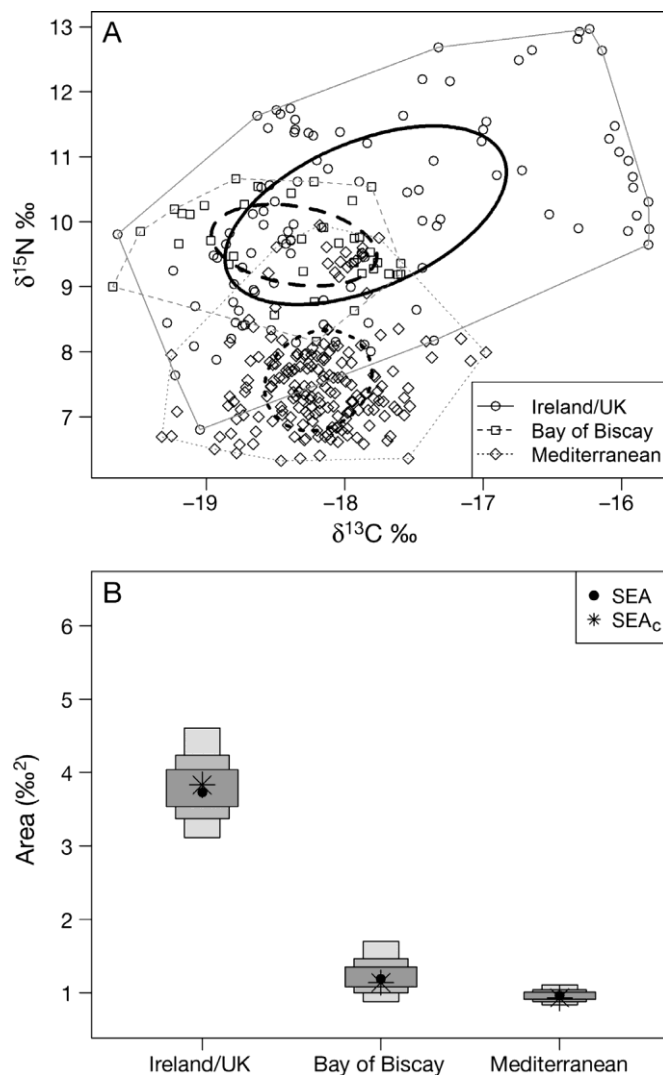 A
13
12
11
10
9
8
7
δ15N ‰
Ireland/UK
Bay of Biscay
Mediterranean
−19 −18 −17 −16
δ13C ‰
B
SEA
SEAc
6
5
4
3
2
1
Area (‰2)
Ireland/UK Bay of Biscay Mediterranean